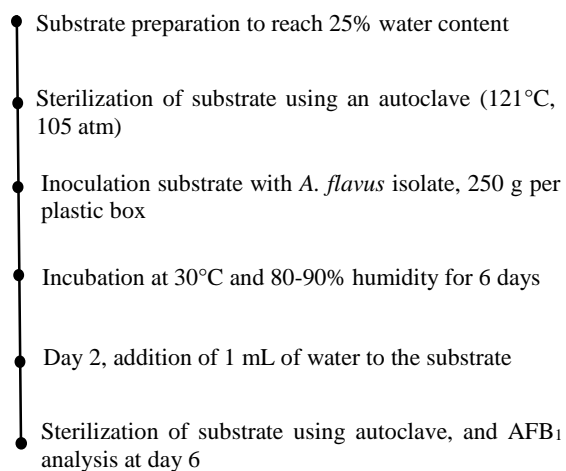 Substrate preparation to reach 25% water content
Sterilization of substrate using an autoclave (121°C,
105 atm)
Inoculation substrate with A. flavus isolate, 250 g per
plastic box
Incubation at 30°C and 80-90% humidity for 6 days
Day 2, addition of 1 mL of water to the substrate
Sterilization of substrate using autoclave, and AFB₁
analysis at day 6